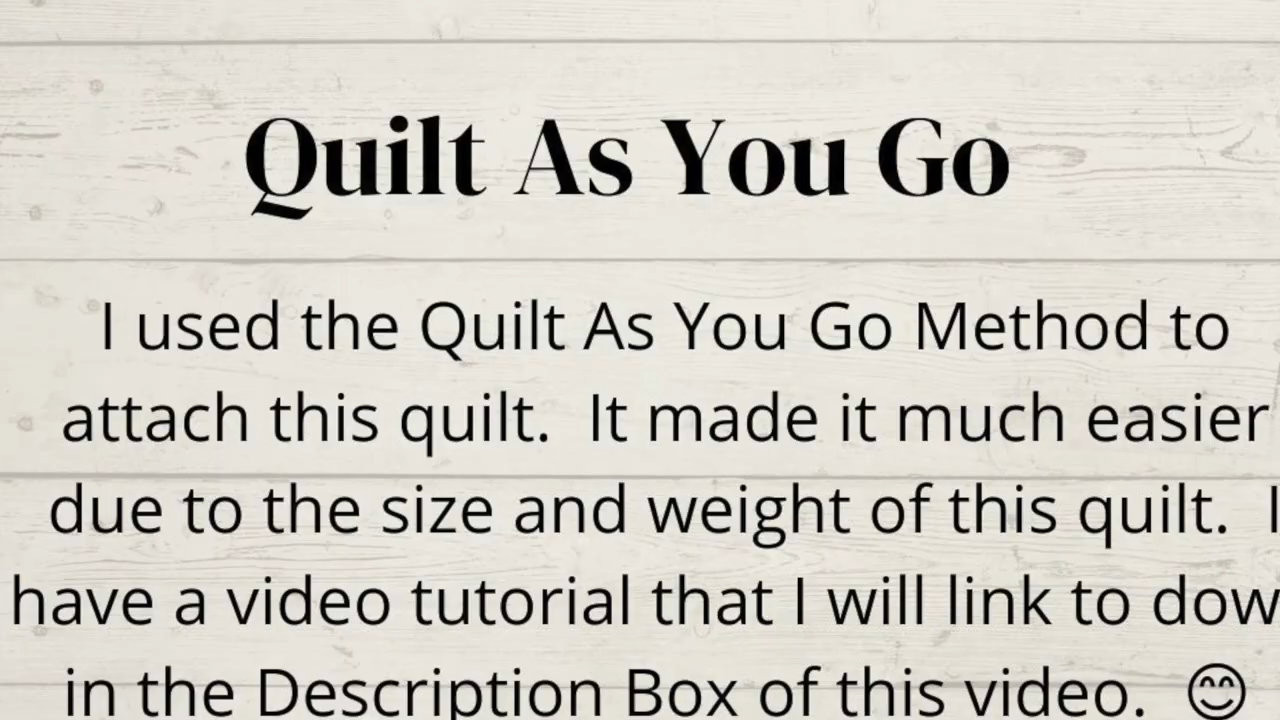 Quilt As You Go
I used the Quilt As You Go Method to
attach this quilt.  It made it much easier
due to the size and weight of this quilt.  I
have a video tutorial that I will link to dow
in the Description Box of this video. 😊